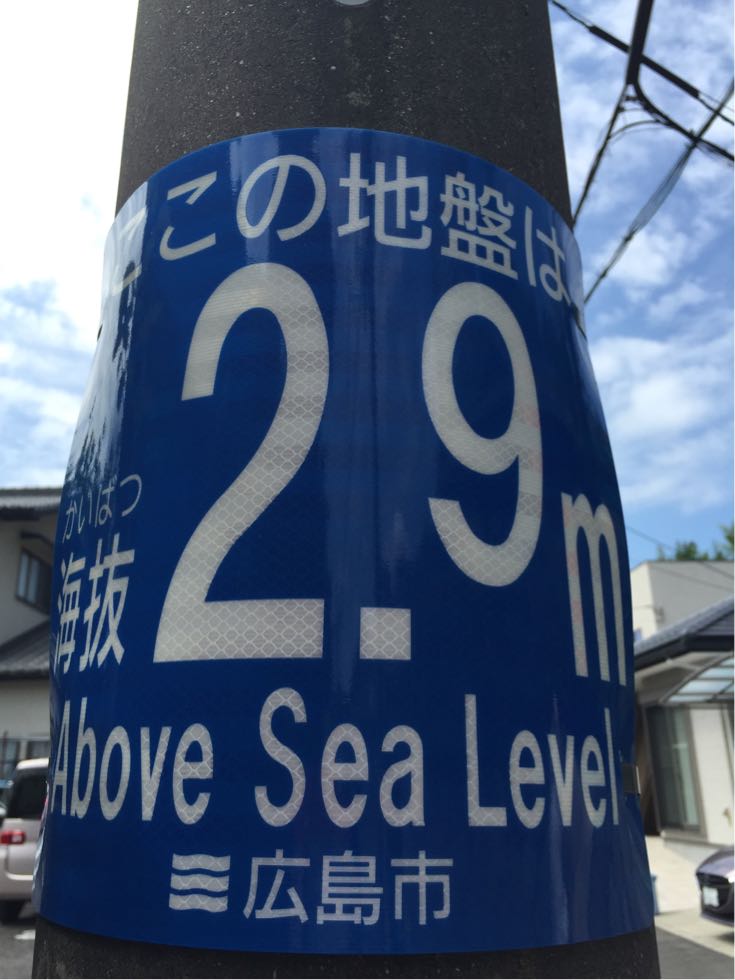 ここの地盤は
2.9m
かいばつ
海抜
Above Sea Level
広島市